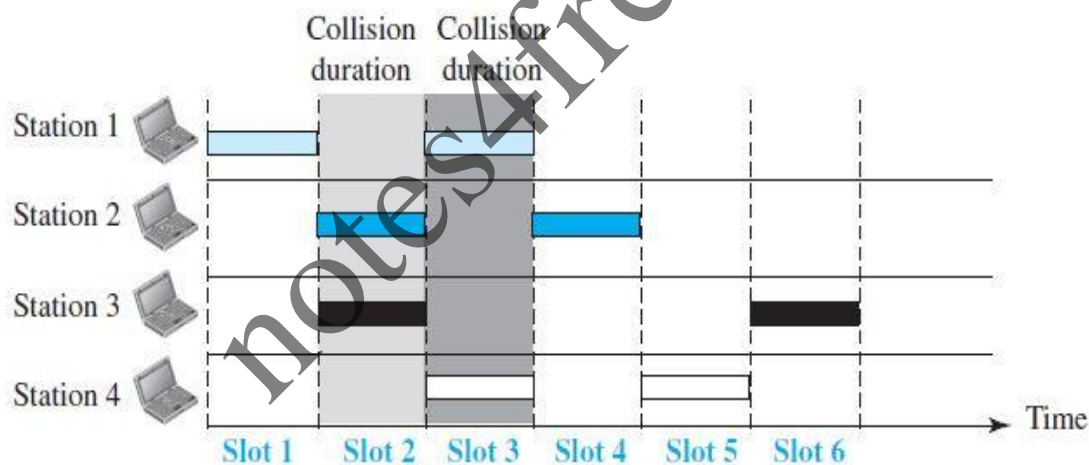 Collision Collision
duration duration
Station 1
Station 2
Station 3
Station 4
Time
Slot 1 Slot 2 Slot 3 Slot 4 Slot 5 Slot 6
notes4fre